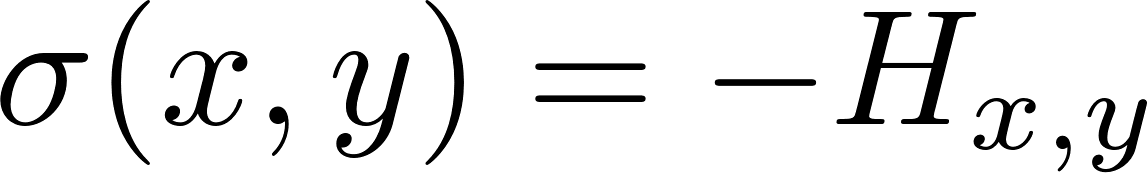 σ(x, y) = −H_{x,y}